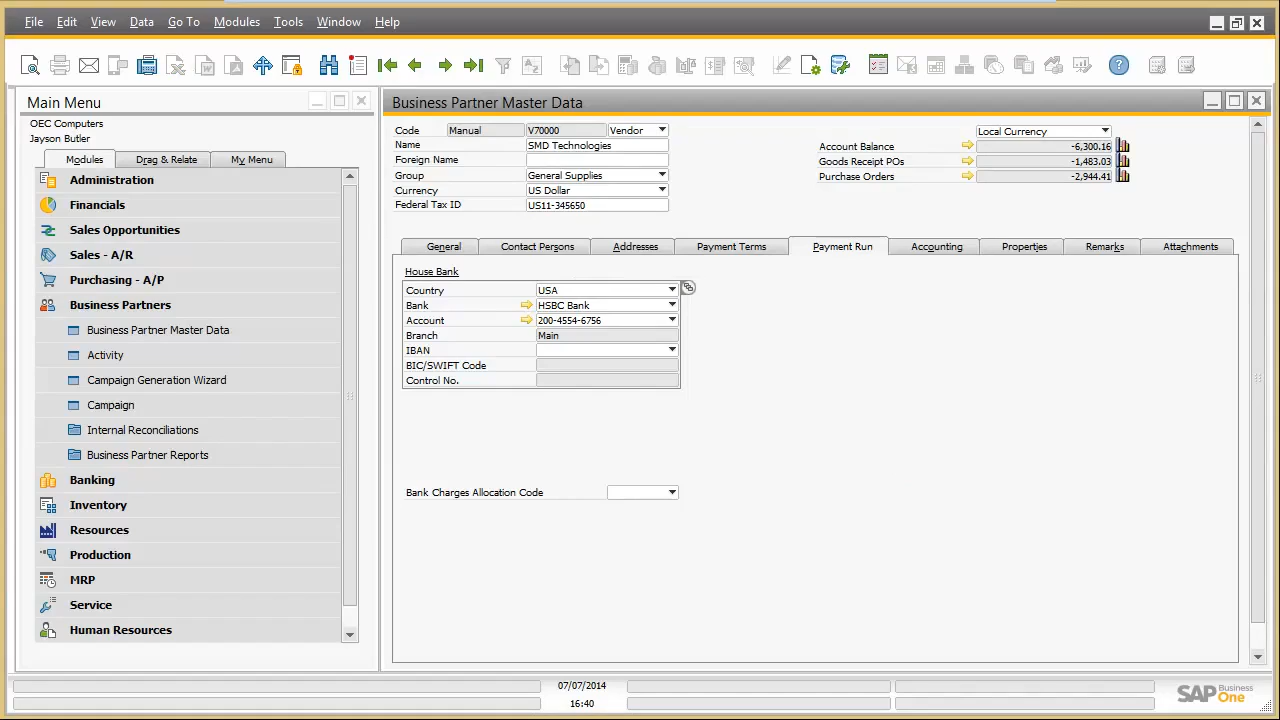 File Edit View Data Go To Modules Tools Window Help
Main Menu
OEC Computers
Jayson Butler
Modules Drag & Relate My Menu
Administration
Financials
Sales Opportunities
Sales - A/R
Purchasing - A/P
Business Partners
Business Partner Master Data
Activity
Campaign Generation Wizard
Campaign
Internal Reconciliations
Business Partner Reports
Banking
Inventory
Resources
Production
MRP
Service
Human Resources
Business Partner Master Data
Code Manual V70000 Vendor
Name SMD Technologies
Foreign Name
Group General Supplies
Currency US Dollar
Federal Tax ID US11-345650
Local Currency
Account Balance -6,300.16
Goods Receipt POs -1,483.03
Purchase Orders -2,944.41
General Contact Persons Addresses Payment Terms Payment Run Accounting Properties Remarks Attachments
House Bank
Country USA
Bank HSBC Bank
Account 200-4554-6756
Branch Main
IBAN
BIC/SWIFT Code
Control No.
Bank Charges Allocation Code
07/07/2014
16:40
SAP Business One